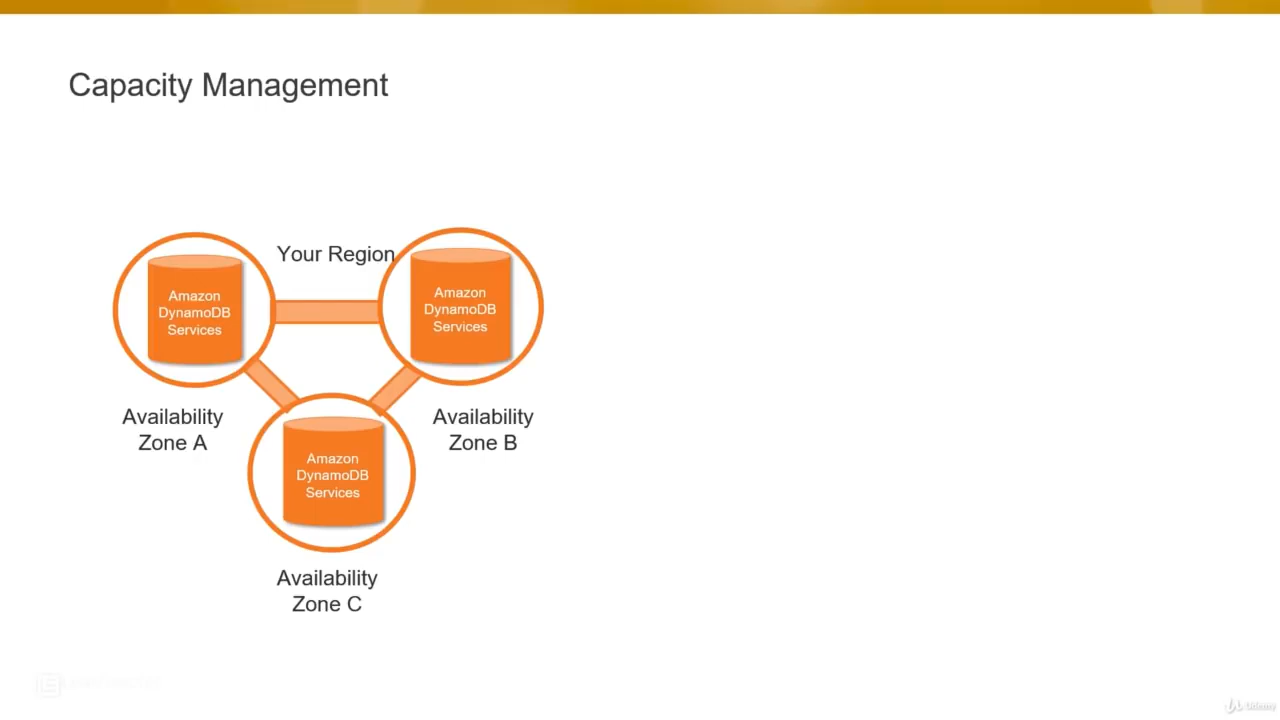 Capacity Management
Your Region
Amazon
DynamoDB
Services
Amazon
DynamoDB
Services
Availability
Zone A
Availability
Zone B
Amazon
DynamoDB
Services
Availability
Zone C
Udemy